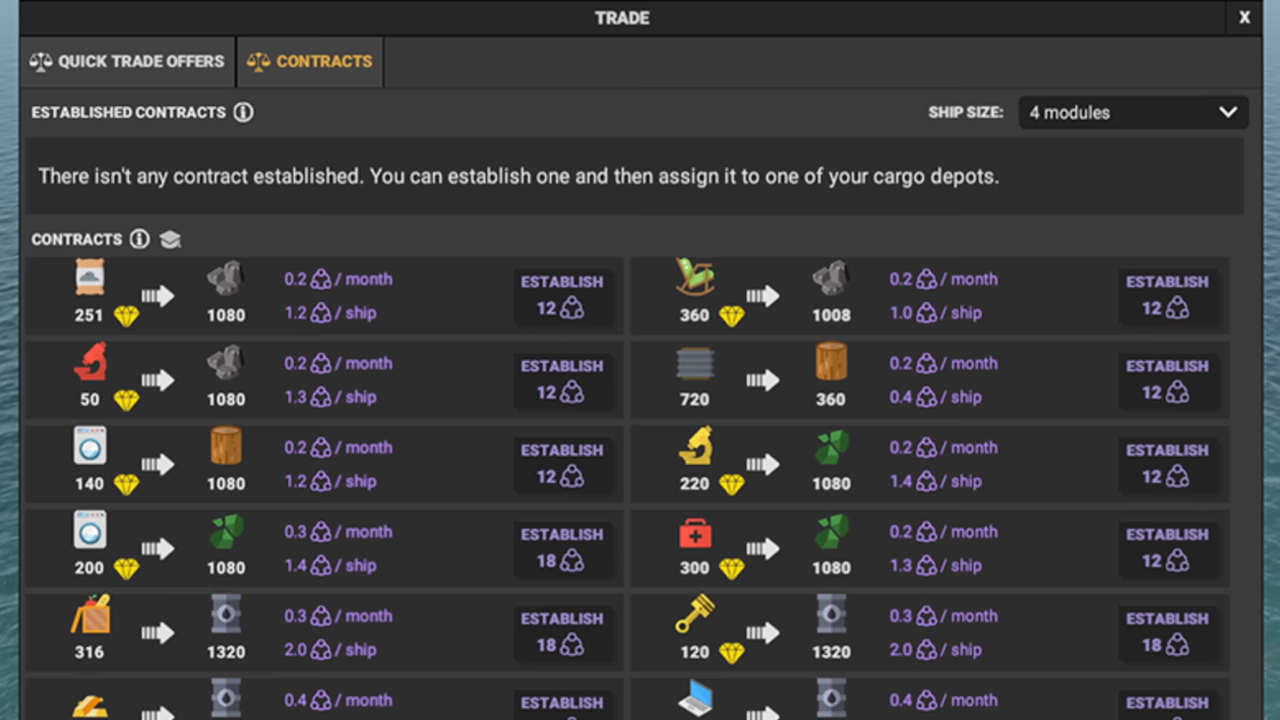 TRADE X
QUICK TRADE OFFERS CONTRACTS
ESTABLISHED CONTRACTS SHIP SIZE: 4 modules
There isn't any contract established. You can establish one and then assign it to one of your cargo depots.
CONTRACTS
0.2 / month ESTABLISH 0.2 / month ESTABLISH
251 1080 1.2 / ship 12 360 1008 1.0 / ship 12
0.2 / month ESTABLISH 0.2 / month ESTABLISH
50 1080 1.3 / ship 12 720 360 0.4 / ship 12
0.2 / month ESTABLISH 0.2 / month ESTABLISH
140 1080 1.2 / ship 12 220 1080 1.4 / ship 12
0.3 / month ESTABLISH 0.2 / month ESTABLISH
200 1080 1.4 / ship 18 300 1080 1.3 / ship 12
0.3 / month ESTABLISH 0.3 / month ESTABLISH
316 1320 2.0 / ship 18 120 1320 2.0 / ship 18
0.4 / month ESTABLISH 0.4 / month ESTABLISH